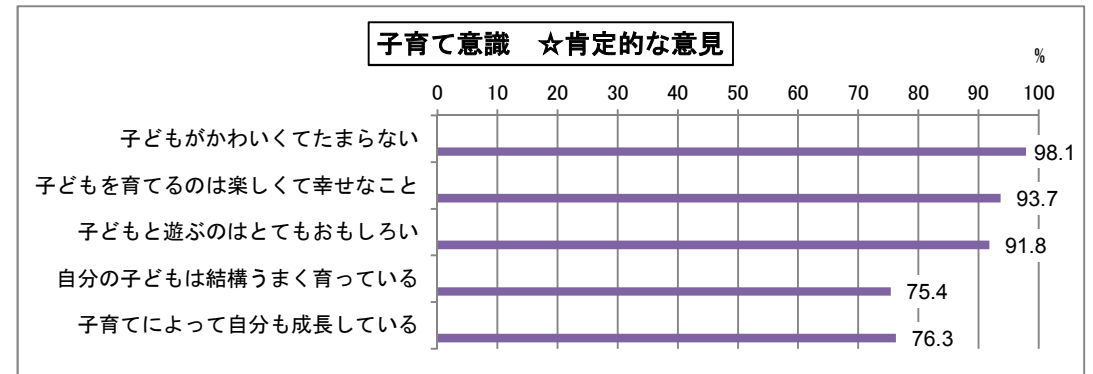 子育て意識　☆肯定的な意見
%
0 10 20 30 40 50 60 70 80 90 100
子どもがかわいくてたまらない 98.1
子どもを育てるのは楽しくて幸せなこと 93.7
子どもと遊ぶのはとてもおもしろい 91.8
自分の子どもは結構うまく育っている 75.4
子育てによって自分も成長している 76.3